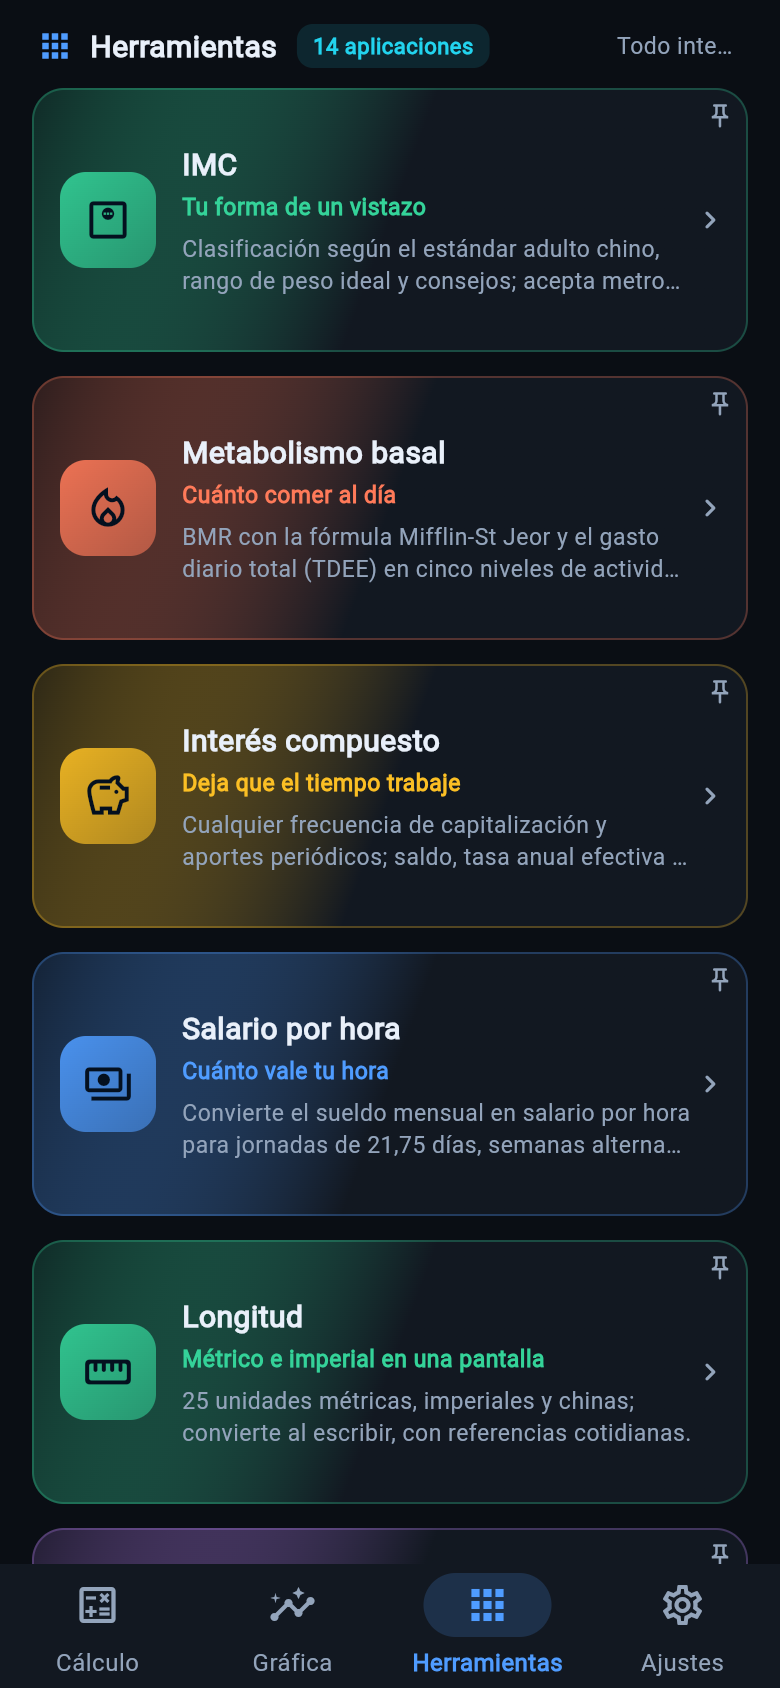 Herramientas
14 aplicaciones
Todo inte…
IMC
Tu forma de un vistazo
Clasificación según el estándar adulto chino,
rango de peso ideal y consejos; acepta metro…
Metabolismo basal
Cuánto comer al día
BMR con la fórmula Mifflin-St Jeor y el gasto
diario total (TDEE) en cinco niveles de activid…
Interés compuesto
Deja que el tiempo trabaje
Cualquier frecuencia de capitalización y
aportes periódicos; saldo, tasa anual efectiva …
Salario por hora
Cuánto vale tu hora
Convierte el sueldo mensual en salario por hora
para jornadas de 21,75 días, semanas alterna…
Longitud
Métrico e imperial en una pantalla
25 unidades métricas, imperiales y chinas;
convierte al escribir, con referencias cotidianas.
Cálculo
Gráfica
Herramientas
Ajustes